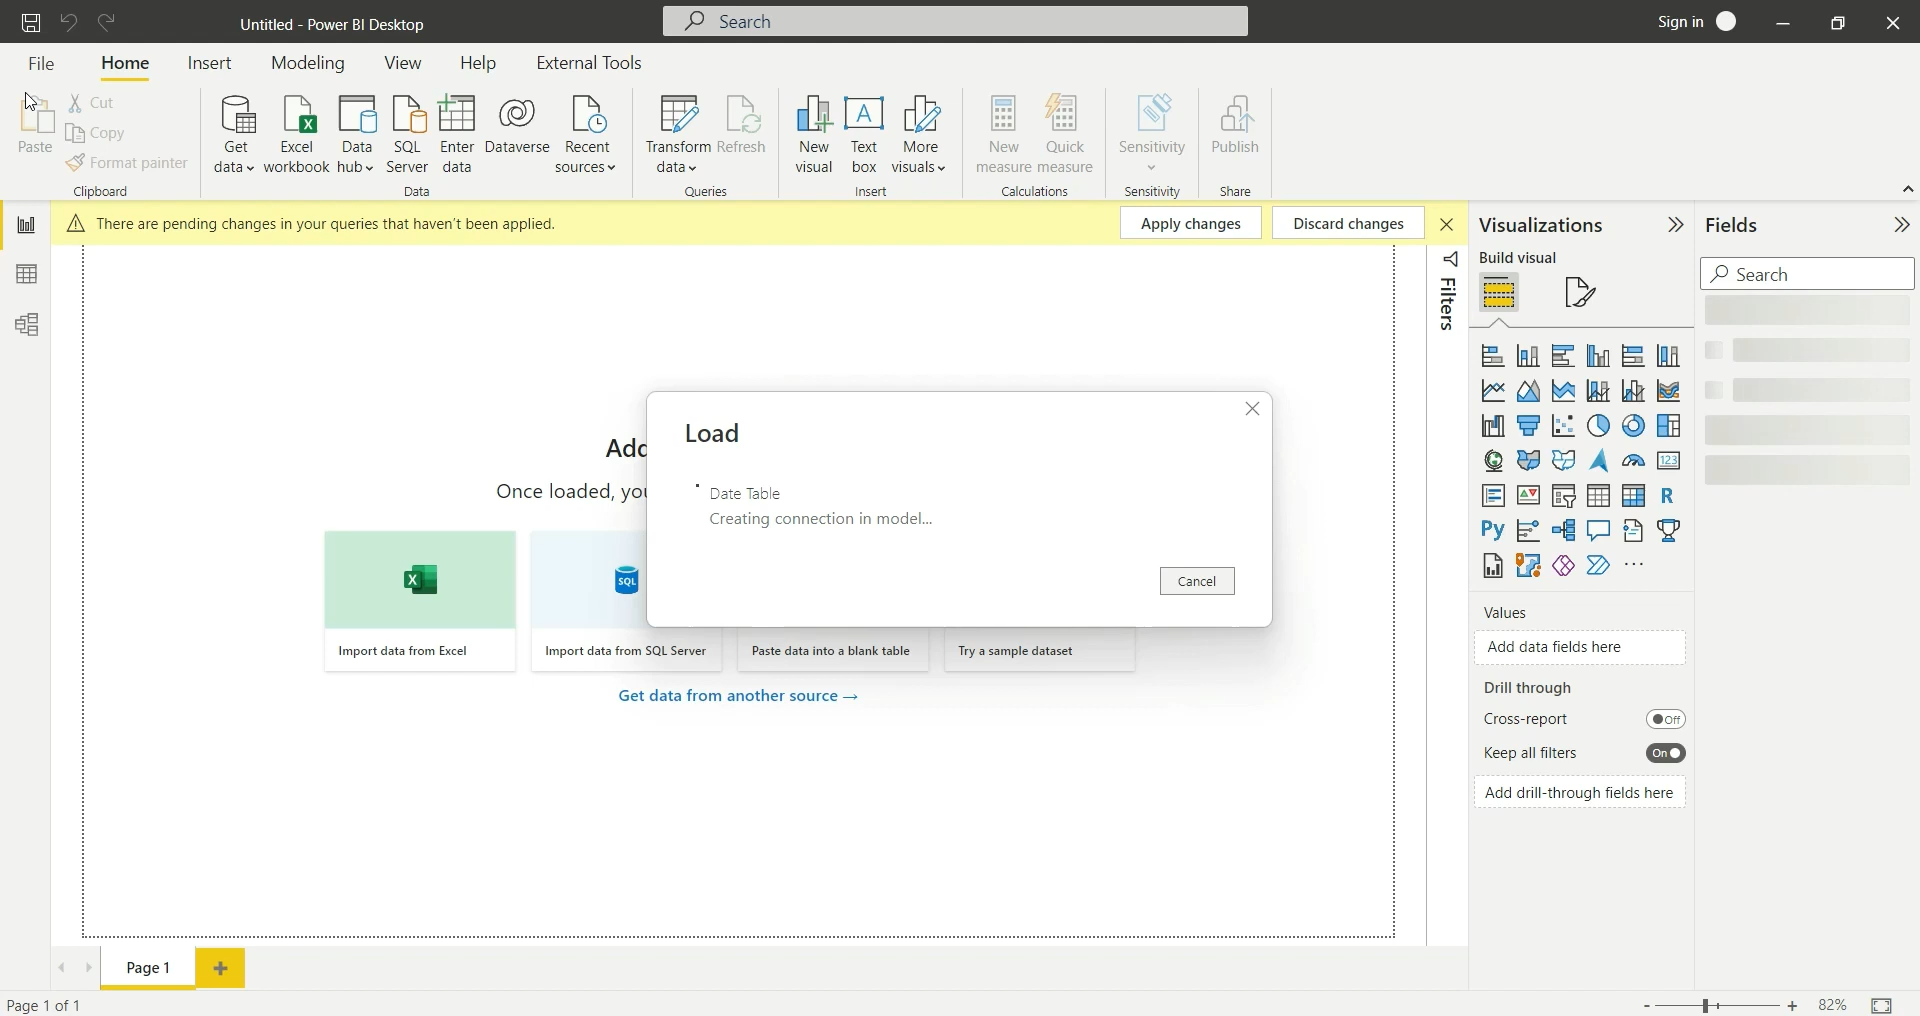 Untitled - Power BI Desktop
Search
Sign in
File
Home
Insert
Modeling
View
Help
External Tools
Paste
Cut
Copy
Format painter
Clipboard
Get data
Excel workbook
Data hub
SQL Server
Enter data
Dataverse
Recent sources
Data
Transform data
Refresh
Queries
New visual
Text box
More visuals
Insert
New measure
Quick measure
Calculations
Sensitivity
Sensitivity
Publish
Share
There are pending changes in your queries that haven't been applied.
Apply changes
Discard changes
Filters
Add
Once loaded, you
SQL
Import data from Excel
Import data from SQL Server
Paste data into a blank table
Try a sample dataset
Get data from another source →
Load
Date Table
Creating connection in model...
Cancel
Visualizations
Build visual
123
R
Py
Values
Add data fields here
Drill through
Cross-report
Off
Keep all filters
On
Add drill-through fields here
Fields
Search
Page 1
Page 1 of 1
- + 82%